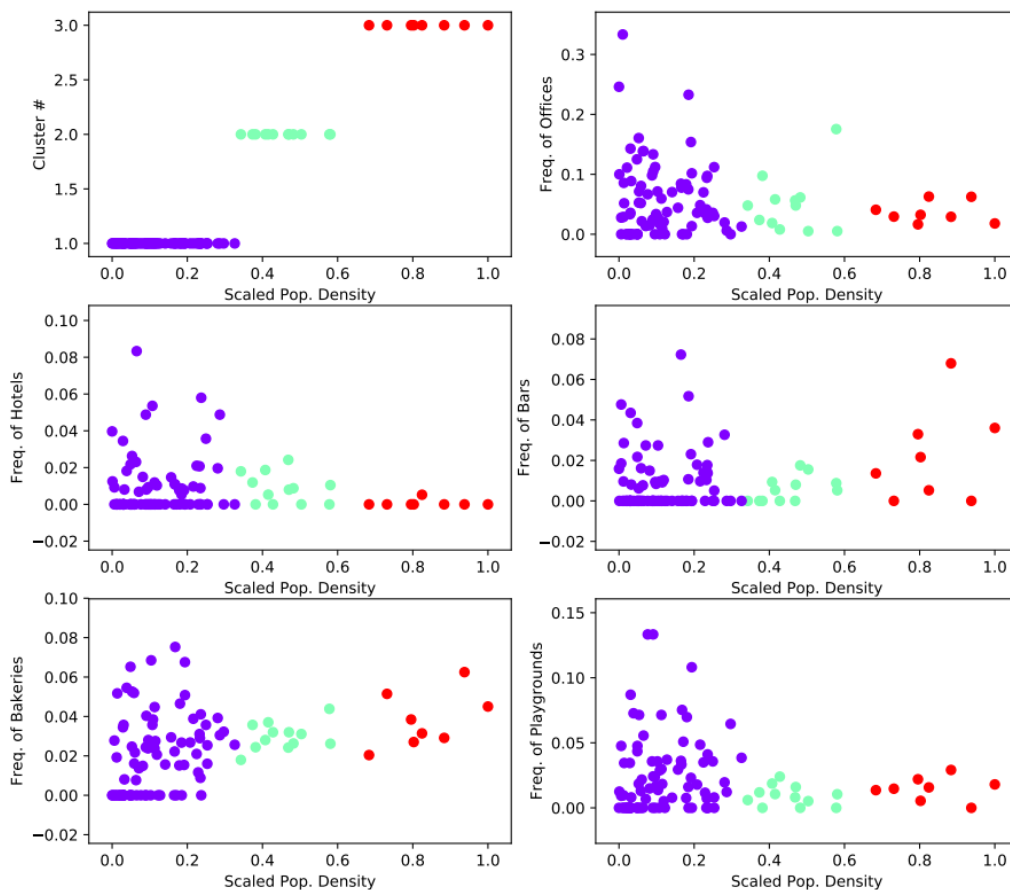 3.0
2.5
2.0
1.5
1.0
Cluster #
0.0 0.2 0.4 0.6 0.8 1.0
Scaled Pop. Density
0.3
0.2
0.1
0.0
Freq. of Offices
0.0 0.2 0.4 0.6 0.8 1.0
Scaled Pop. Density
0.10
0.08
0.06
0.04
0.02
0.00
−0.02
Freq. of Hotels
0.0 0.2 0.4 0.6 0.8 1.0
Scaled Pop. Density
0.08
0.06
0.04
0.02
0.00
−0.02
Freq. of Bars
0.0 0.2 0.4 0.6 0.8 1.0
Scaled Pop. Density
0.10
0.08
0.06
0.04
0.02
0.00
−0.02
Freq. of Bakeries
0.0 0.2 0.4 0.6 0.8 1.0
Scaled Pop. Density
0.15
0.10
0.05
0.00
Freq. of Playgrounds
0.0 0.2 0.4 0.6 0.8 1.0
Scaled Pop. Density